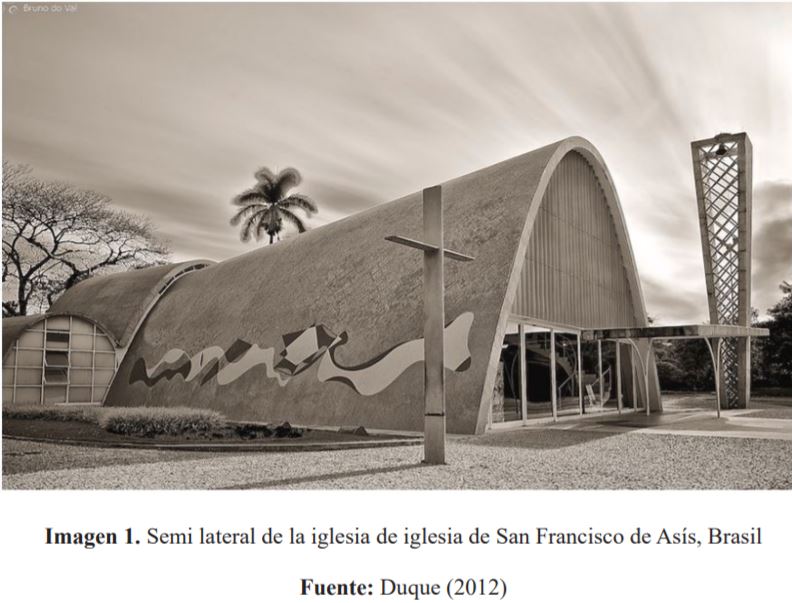 Bruno do Val
Imagen 1. Semi lateral de la iglesia de iglesia de San Francisco de Asís, Brasil
Fuente: Duque (2012)